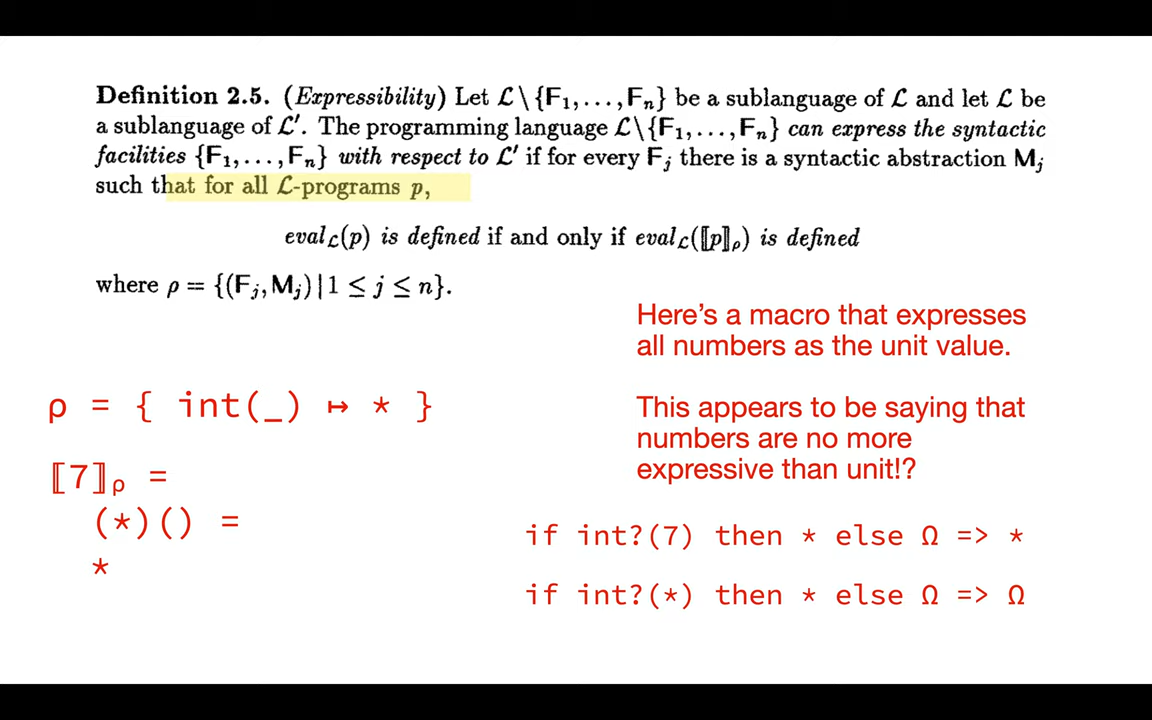 Definition 2.5. (Expressibility) Let ℒ\{F₁,...,Fₙ} be a sublanguage of ℒ and let ℒ be
a sublanguage of ℒ′. The programming language ℒ\{F₁,...,Fₙ} can express the syntactic
facilities {F₁,...,Fₙ} with respect to ℒ′ if for every Fⱼ there is a syntactic abstraction Mⱼ
such that for all ℒ-programs p,
evalℒ(p) is defined if and only if evalℒ(⟦p⟧ᵨ) is defined
where ρ = {(Fⱼ,Mⱼ)|1 ≤ j ≤ n}.
Here's a macro that expresses
all numbers as the unit value.
This appears to be saying that
numbers are no more
expressive than unit!?
ρ = { int(_) ↦ * }
⟦7⟧ᵨ =
(*)() =
*
if int?(7) then * else Ω => *
if int?(*) then * else Ω => Ω